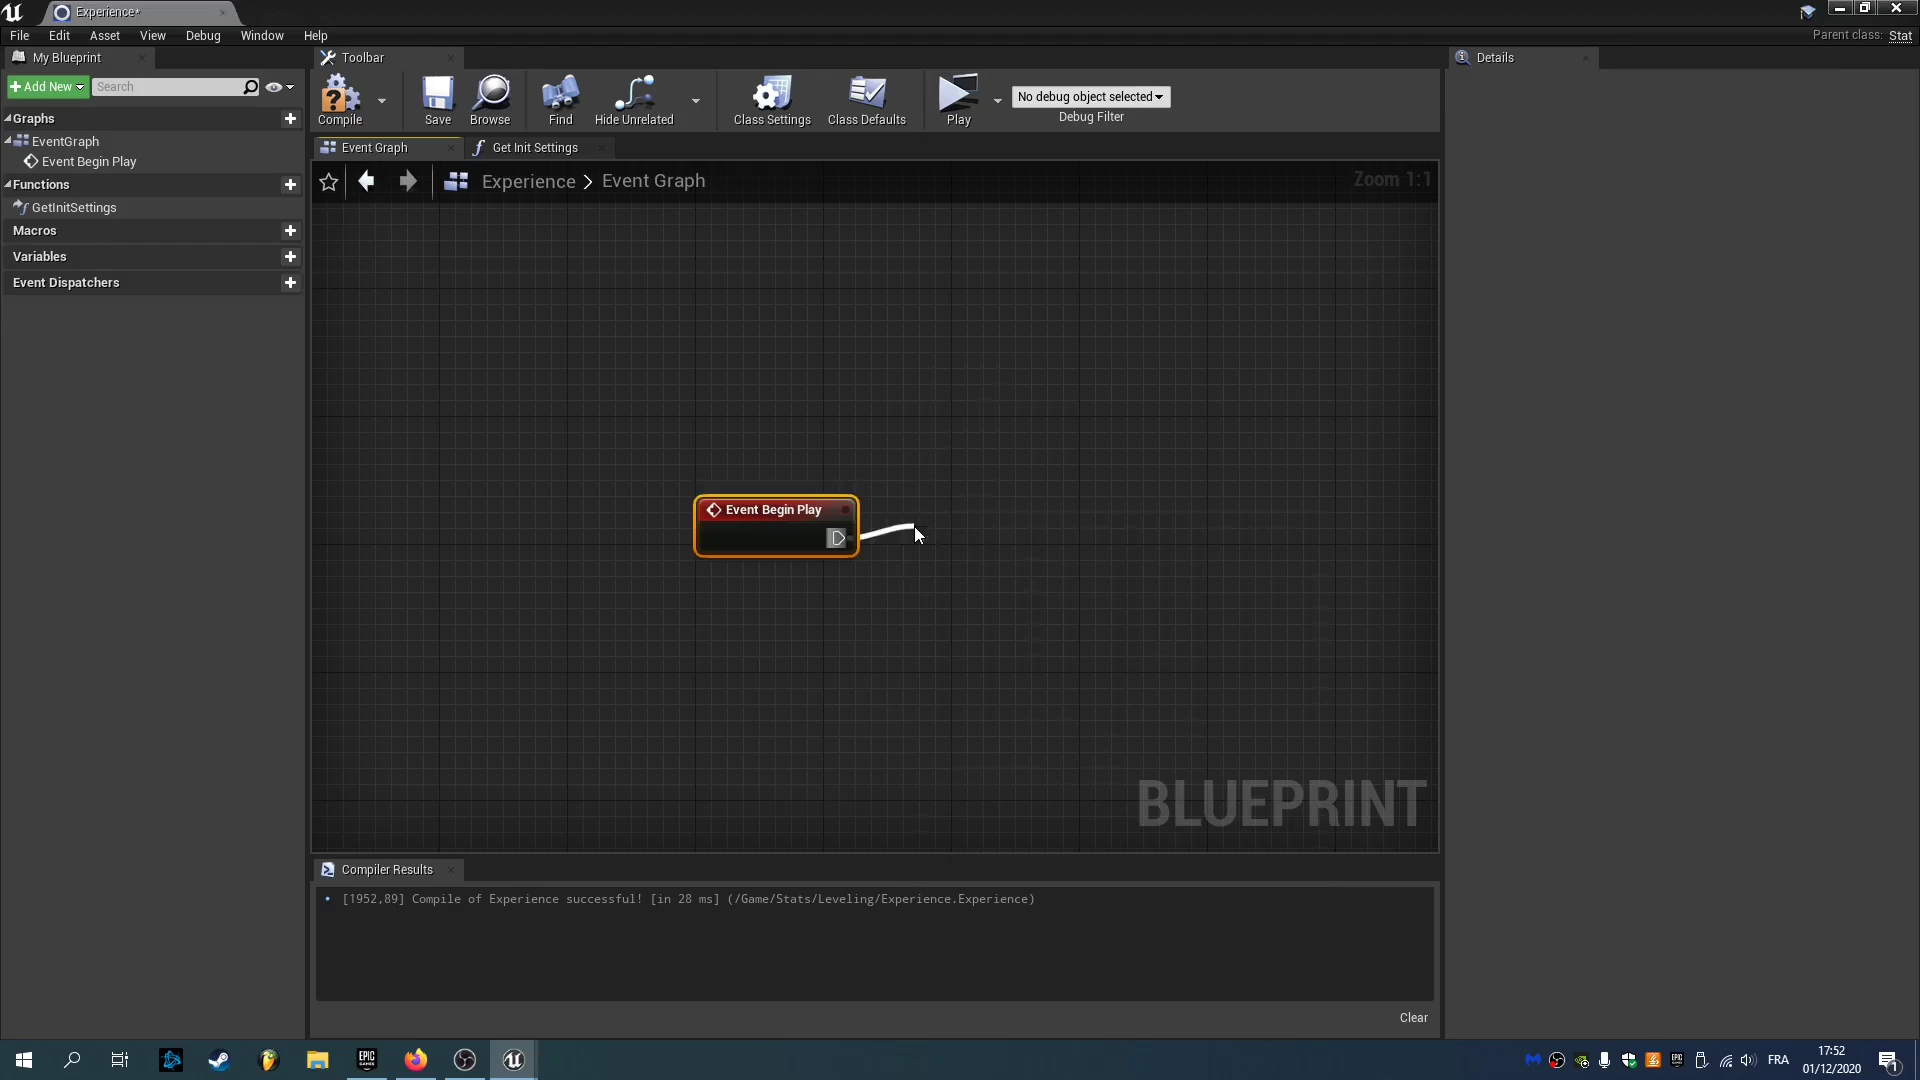 Experience*
File Edit Asset View Debug Window Help
Parent class: Stat
My Blueprint
Toolbar
Details
Add New
Search
Compile
Save
Browse
Find
Hide Unrelated
Class Settings
Class Defaults
Play
No debug object selected
Debug Filter
Graphs
EventGraph
Event Begin Play
Functions
GetInitSettings
Macros
Variables
Event Dispatchers
Event Graph
Get Init Settings
Experience > Event Graph
Zoom 1:1
Event Begin Play
BLUEPRINT
Compiler Results
[1952,89] Compile of Experience successful! [in 28 ms] (/Game/Stats/Leveling/Experience.Experience)
Clear
EPIC
GAMES
FRA
17:52
01/12/2020
1